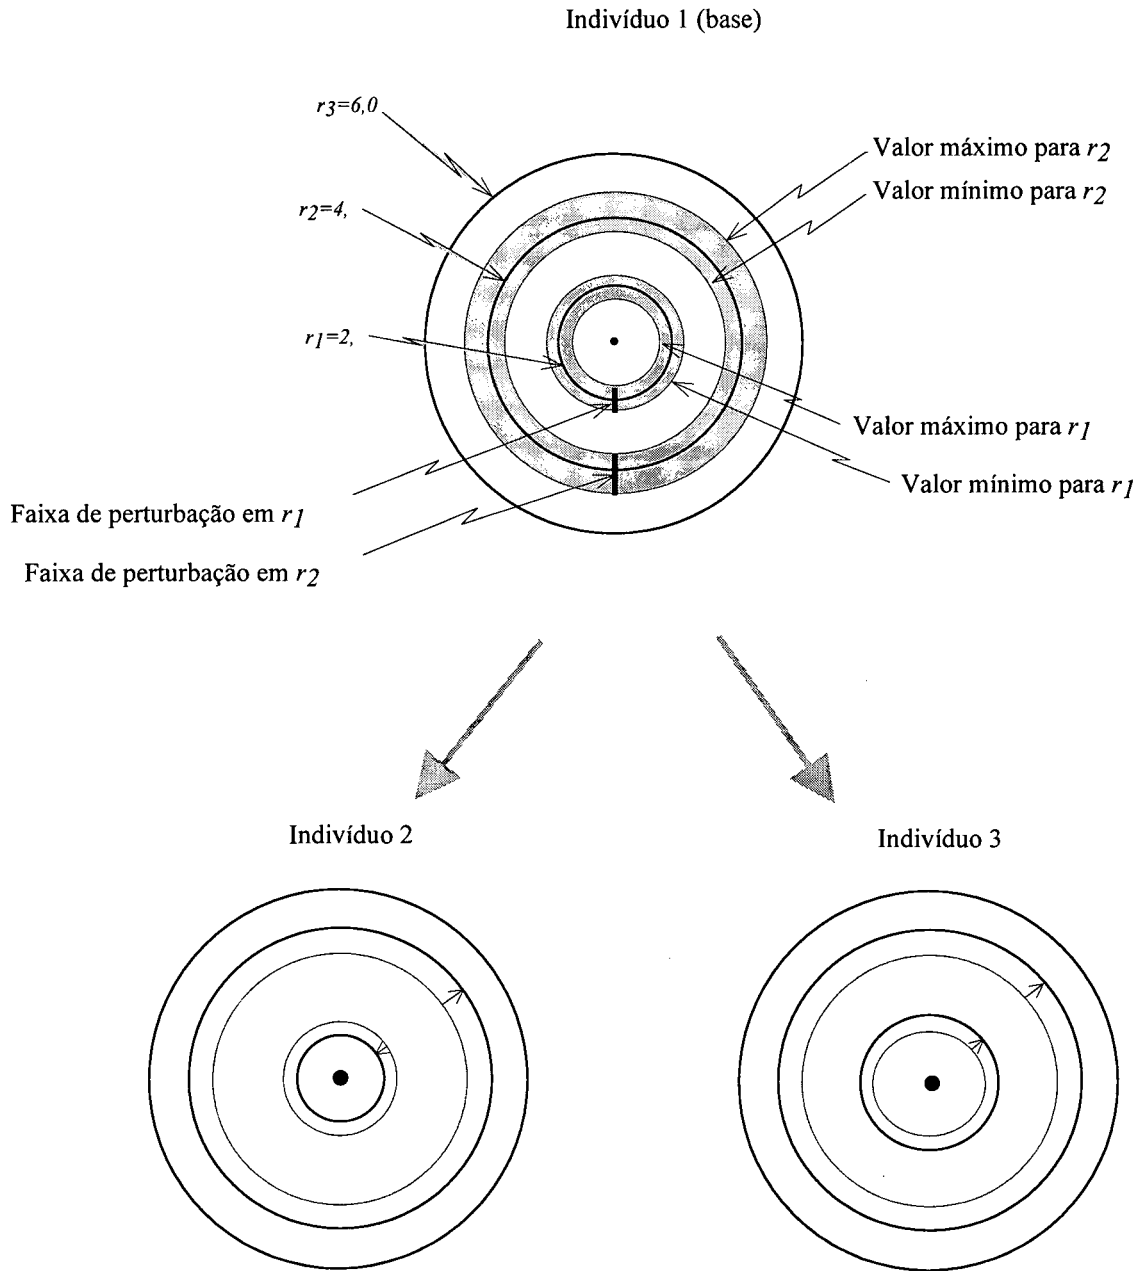 Indivíduo 1 (base)
r3=6,0
Valor máximo para r2
Valor mínimo para r2
r2=4,
r1=2,
Valor máximo para r1
Valor mínimo para r1
Faixa de perturbação em r1
Faixa de perturbação em r2
Indivíduo 2
Indivíduo 3